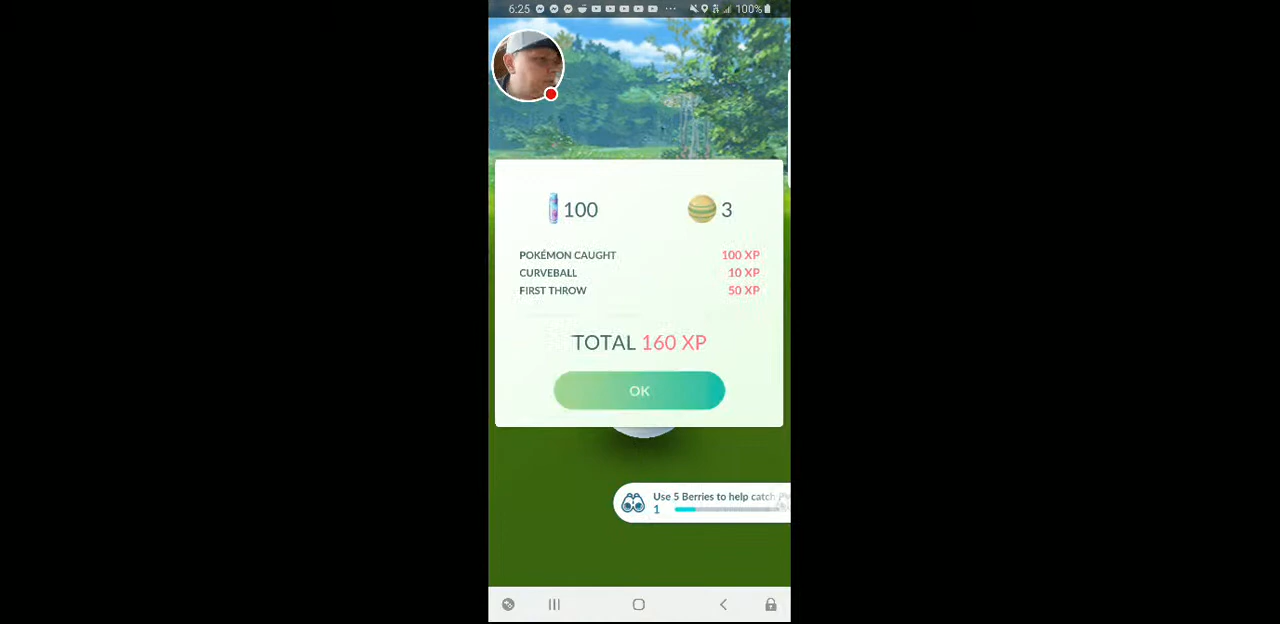 6:25 ... 100%
100 3
POKÉMON CAUGHT 100 XP
CURVEBALL 10 XP
FIRST THROW 50 XP
TOTAL 160 XP
OK
Use 5 Berries to help catch
1